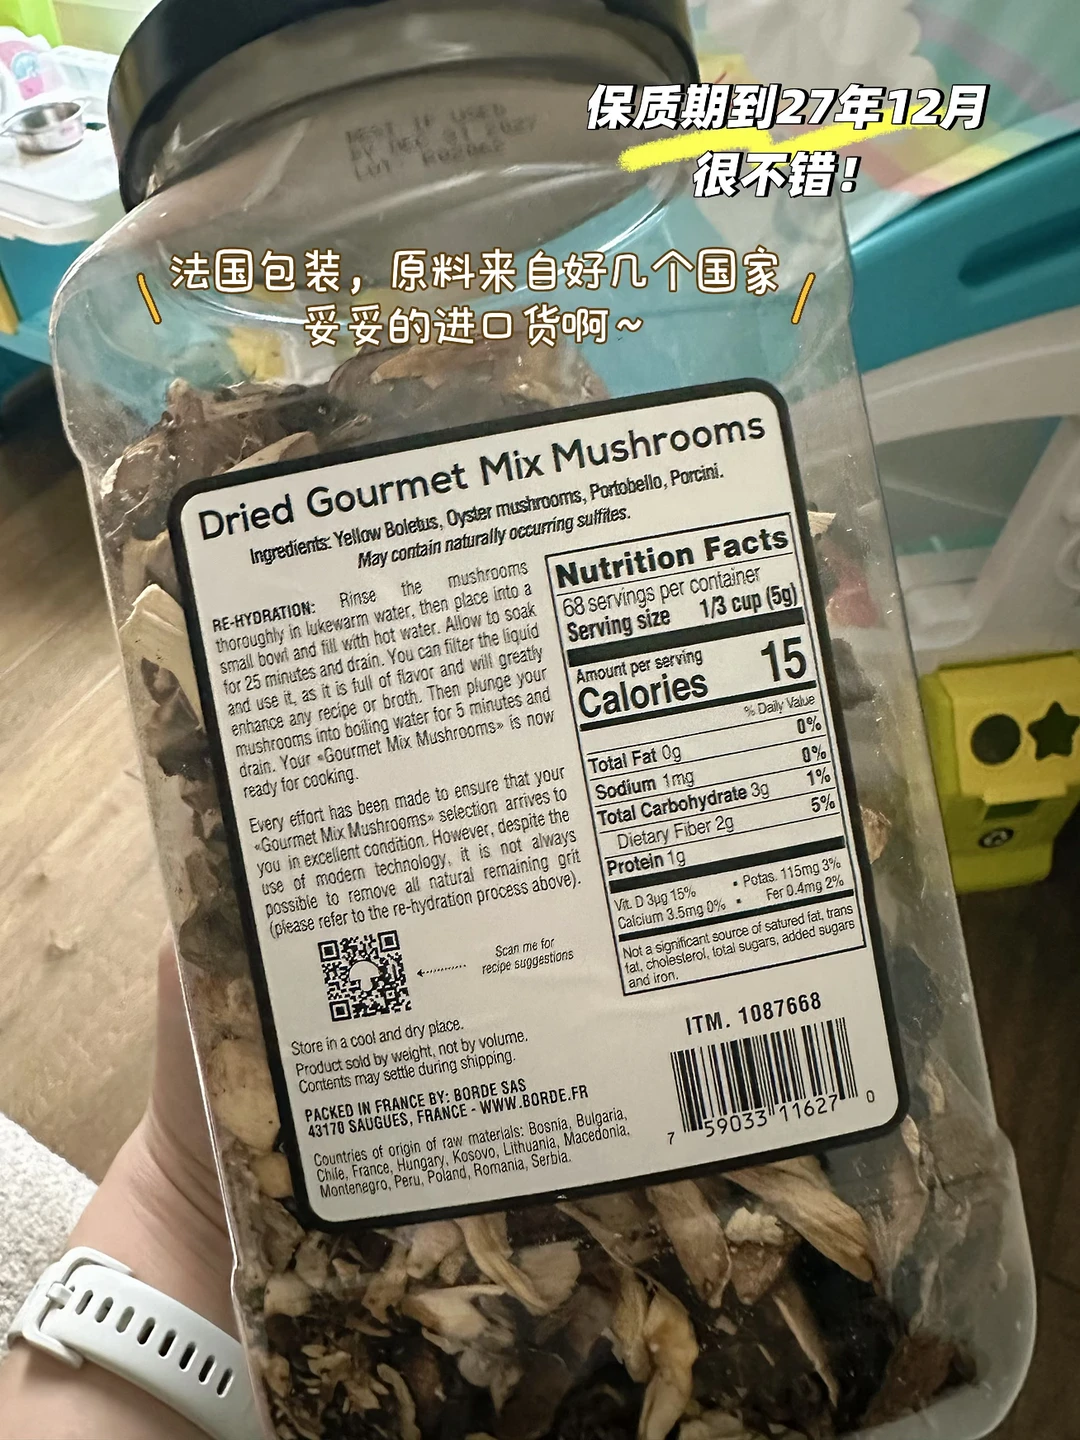 保质期到27年12月
很不错！
BEST IF USED
BY DEC 31 2027
LOT
法国包装，原料来自好几个国家
妥妥的进口货啊～
Dried Gourmet Mix Mushrooms
Ingredients: Yellow Boletus, Oyster mushrooms, Portobello, Porcini.
May contain naturally occurring sulfites.
RE-HYDRATION: Rinse the mushrooms
thoroughly in lukewarm water, then place into a
small bowl and fill with hot water. Allow to soak
for 25 minutes and drain. You can filter the liquid
and use it, as it is full of flavor and will greatly
enhance any recipe or broth. Then plunge your
mushrooms into boiling water for 5 minutes and
drain. Your «Gourmet Mix Mushrooms» is now
ready for cooking.
Every effort has been made to ensure that your
«Gourmet Mix Mushrooms» selection arrives to
you in excellent condition. However, despite the
use of modern technology, it is not always
possible to remove all natural remaining grit
(please refer to the re-hydration process above).
Scan me for
recipe suggestions
Store in a cool and dry place.
Product sold by weight, not by volume.
Contents may settle during shipping.
PACKED IN FRANCE BY: BORDE SAS
43170 SAUGUES, FRANCE - WWW.BORDE.FR
Countries of origin of raw materials: Bosnia, Bulgaria,
Chile, France, Hungary, Kosovo, Lithuania, Macedonia,
Montenegro, Peru, Poland, Romania, Serbia.
Nutrition Facts
68 servings per container
Serving size 1/3 cup (5g)
Amount per serving
Calories 15
% Daily Value
Total Fat 0g 0%
Sodium 1mg 0%
Total Carbohydrate 3g 1%
Dietary Fiber 2g 5%
Protein 1g
Vit. D 3µg 15% • Potas. 115mg 3%
Calcium 3.5mg 0% • Fer 0.4mg 2%
Not a significant source of satured fat, trans
fat, cholesterol, total sugars, added sugars
and iron.
ITM. 1087668
7 59033 11627 0